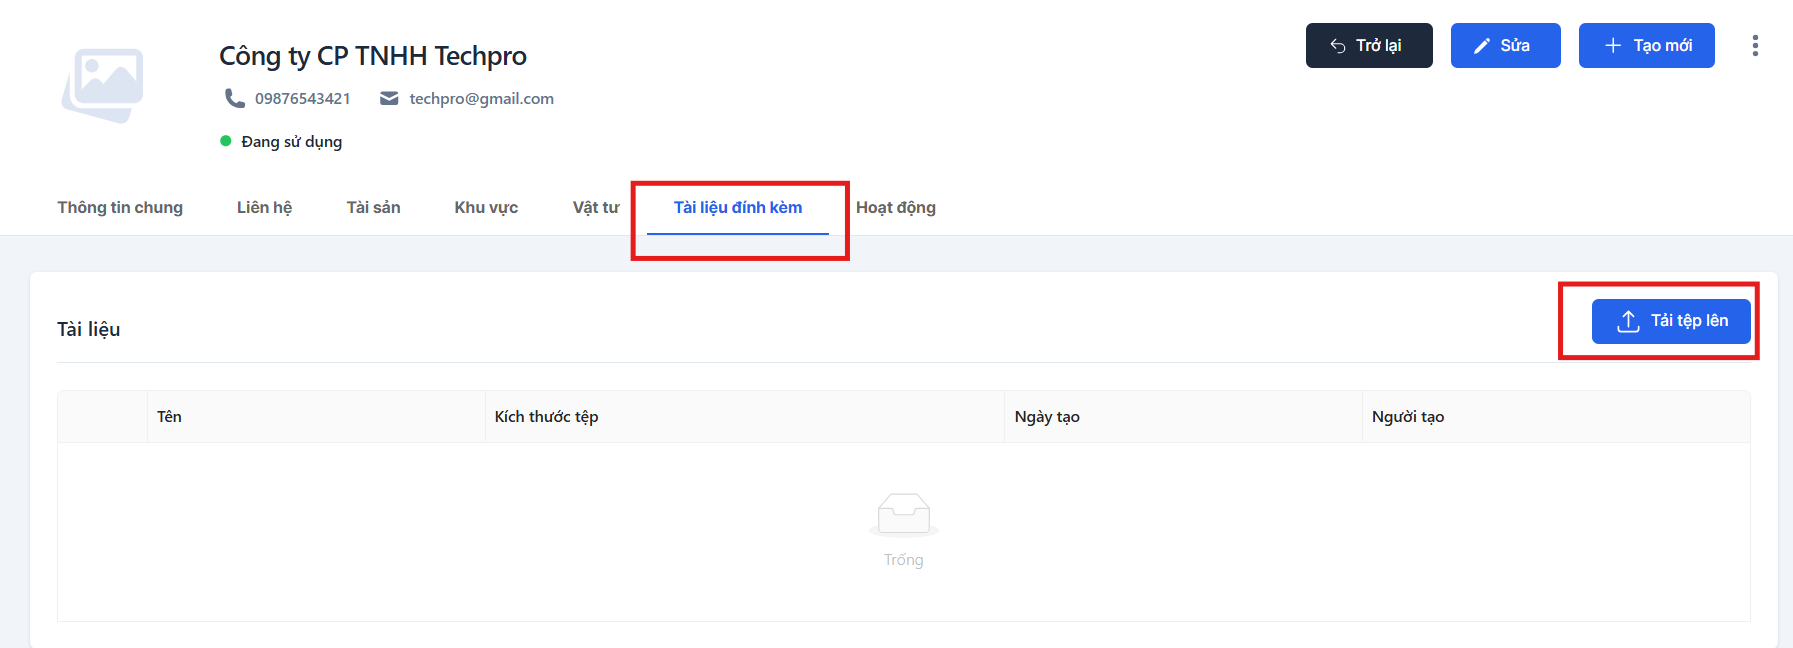 Công ty CP TNHH Techpro
09876543421 techpro@gmail.com
Đang sử dụng
Trở lại Sửa Tạo mới
Thông tin chung Liên hệ Tài sản Khu vực Vật tư Tài liệu đính kèm Hoạt động
Tài liệu
Tải tệp lên
Tên Kích thước tệp Ngày tạo Người tạo
Trống